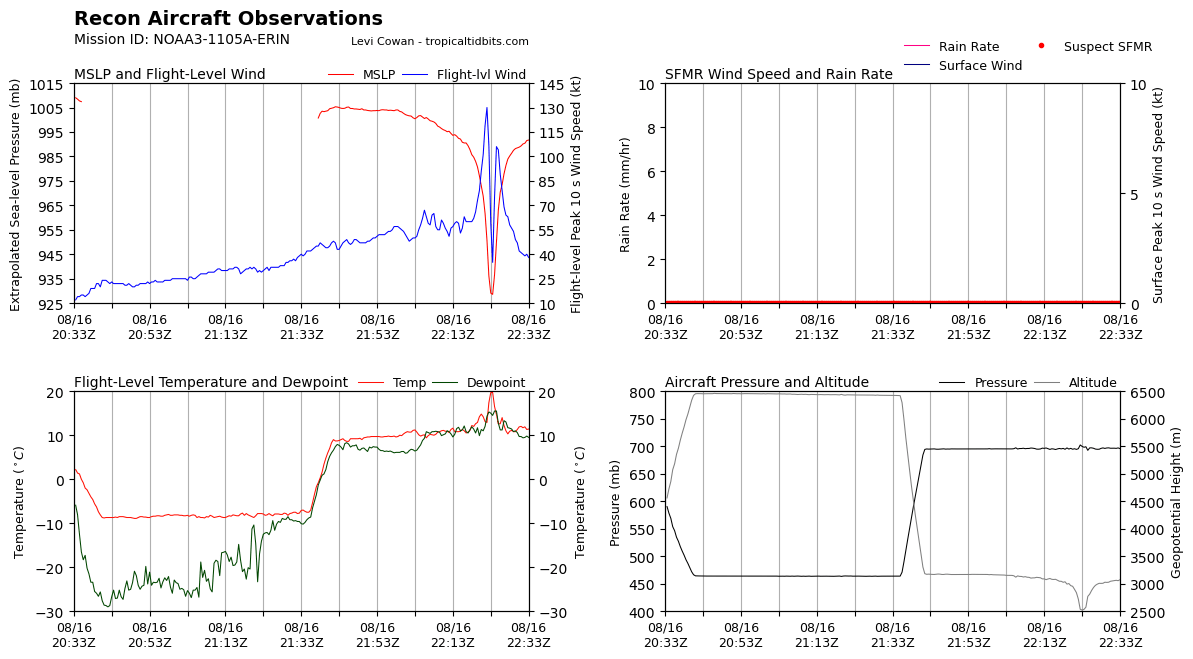 Recon Aircraft Observations
Mission ID: NOAA3-1105A-ERIN
Levi Cowan - tropicaltidbits.com
MSLP and Flight-Level Wind
MSLP
Flight-lvl Wind
Extrapolated Sea-level Pressure (mb)
1015
1005
995
985
975
965
955
945
935
925
145
130
115
100
85
70
55
40
25
10
Flight-level Peak 10 s Wind Speed (kt)
08/16 08/16 08/16 08/16 08/16 08/16 08/16
20:33Z 20:53Z 21:13Z 21:33Z 21:53Z 22:13Z 22:33Z
Rain Rate
Suspect SFMR
Surface Wind
SFMR Wind Speed and Rain Rate
Rain Rate (mm/hr)
10
8
6
4
2
0
10
5
0
Surface Peak 10 s Wind Speed (kt)
08/16 08/16 08/16 08/16 08/16 08/16 08/16
20:33Z 20:53Z 21:13Z 21:33Z 21:53Z 22:13Z 22:33Z
Flight-Level Temperature and Dewpoint
Temp
Dewpoint
Temperature (°C)
20
10
0
−10
−20
−30
20
10
0
−10
−20
−30
Temperature (°C)
08/16 08/16 08/16 08/16 08/16 08/16 08/16
20:33Z 20:53Z 21:13Z 21:33Z 21:53Z 22:13Z 22:33Z
Aircraft Pressure and Altitude
Pressure
Altitude
Pressure (mb)
800
750
700
650
600
550
500
450
400
6500
6000
5500
5000
4500
4000
3500
3000
2500
Geopotential Height (m)
08/16 08/16 08/16 08/16 08/16 08/16 08/16
20:33Z 20:53Z 21:13Z 21:33Z 21:53Z 22:13Z 22:33Z